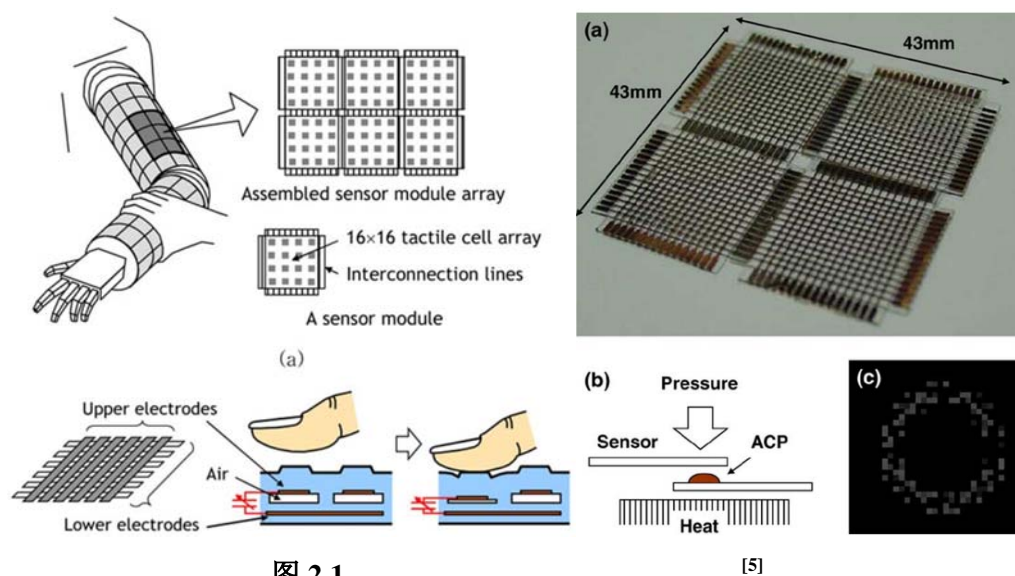 Assembled sensor module array
16×16 tactile cell array
Interconnection lines
A sensor module
(a)
(a)
43mm
43mm
Upper electrodes
Air
Lower electrodes
(b)
Pressure
Sensor
ACP
Heat
(c)
图 2.1
[5]